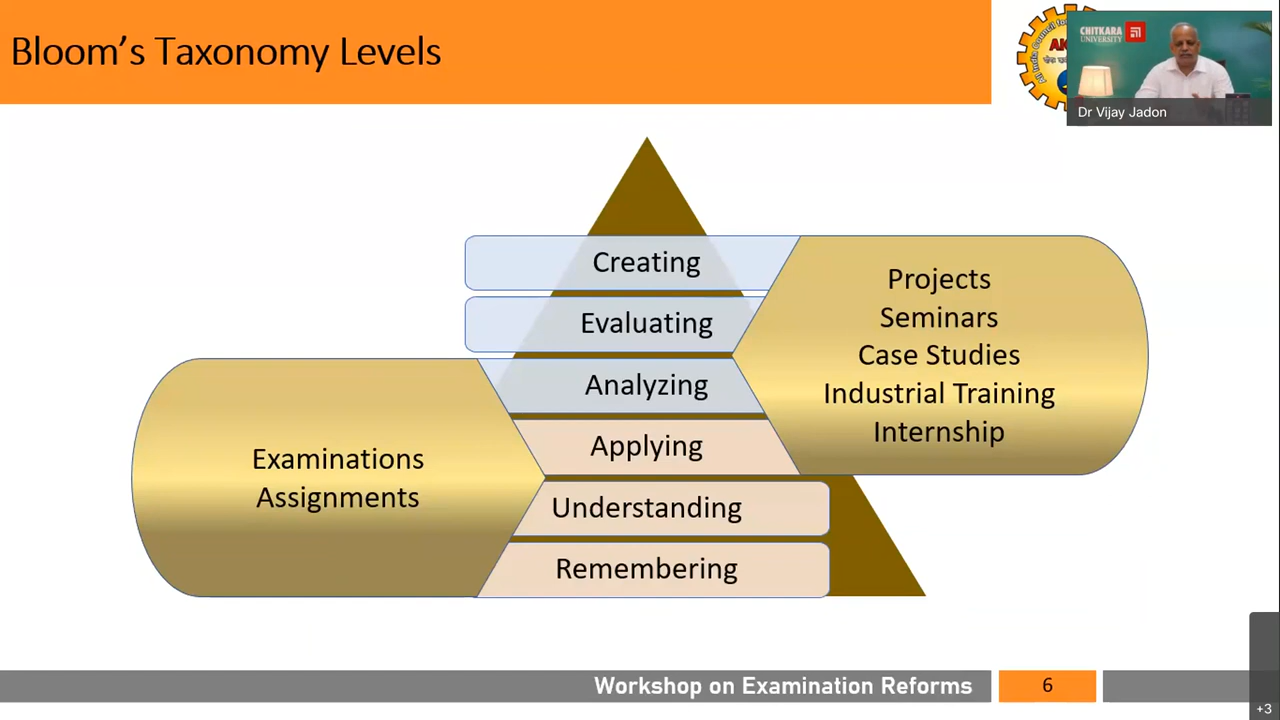 Bloom's Taxonomy Levels
CHITKARA
UNIVERSITY
Dr Vijay Jadon
Creating
Evaluating
Analyzing
Applying
Understanding
Remembering
Projects
Seminars
Case Studies
Industrial Training
Internship
Examinations
Assignments
Workshop on Examination Reforms
6
+3